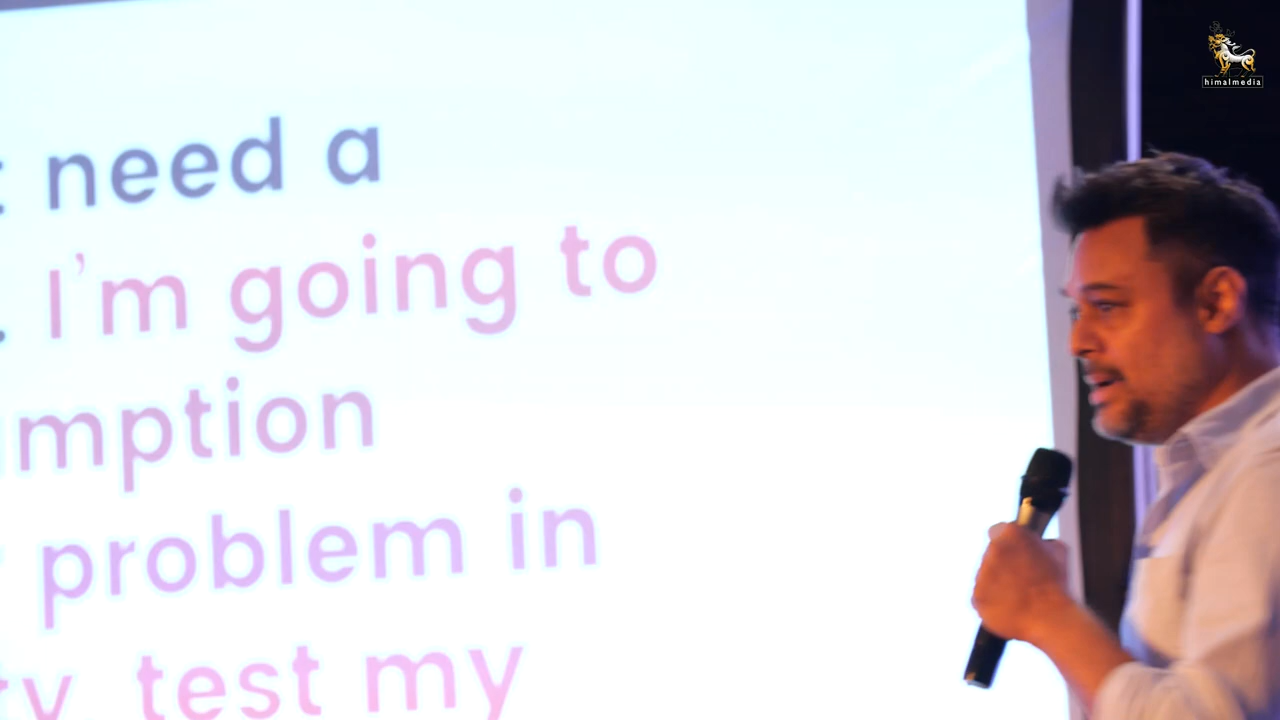 himalmedia
need a
I'm going to
mption
problem in
test my